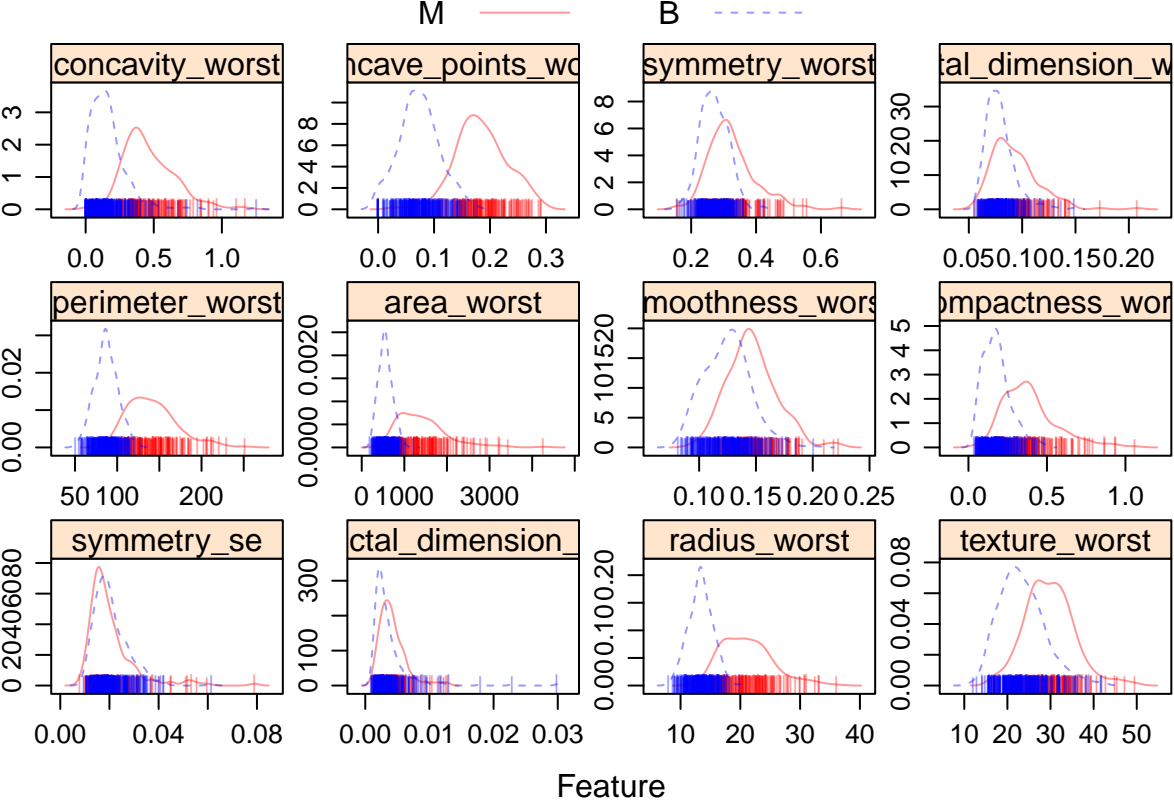 M B
concavity_worst ncave_points_wo symmetry_worst tal_dimension_w
0 1 2 3 0 2 4 6 8 0 2 4 6 8 0 10 20 30
0.0 0.5 1.0 0.0 0.1 0.2 0.3 0.2 0.4 0.6 0.05 0.10 0.15 0.20
perimeter_worst area_worst moothness_wors ompactness_wor
0.00 0.02 0.0000 0.0020 0 5 10 15 20 0 1 2 3 4 5
50 100 200 0 1000 3000 0.10 0.15 0.20 0.25 0.0 0.5 1.0
symmetry_se ctal_dimension_ radius_worst texture_worst
0 20 40 60 80 0 100 300 0.00 0.10 0.20 0.00 0.04 0.08
0.00 0.04 0.08 0.00 0.01 0.02 0.03 10 20 30 40 10 20 30 40 50
Feature